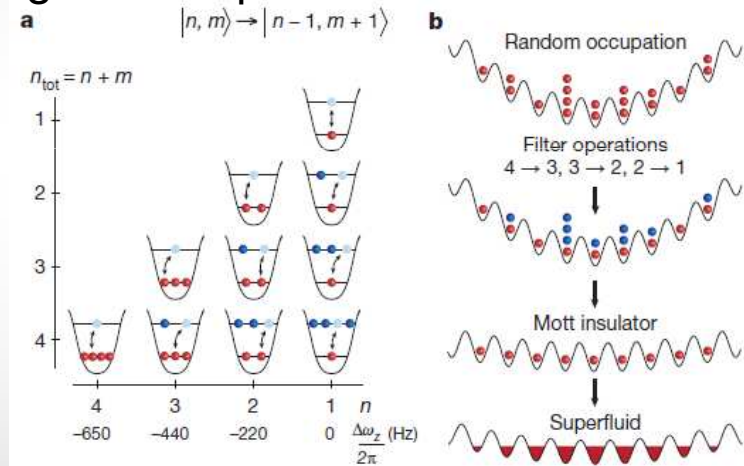 a
|n, m⟩ → | n − 1, m + 1⟩
n_tot = n + m
1
2
3
4
4 3 2 1 n
−650 −440 −220 0 Δω_z/2π (Hz)
b
Random occupation
Filter operations
4 → 3, 3 → 2, 2 → 1
Mott insulator
Superfluid